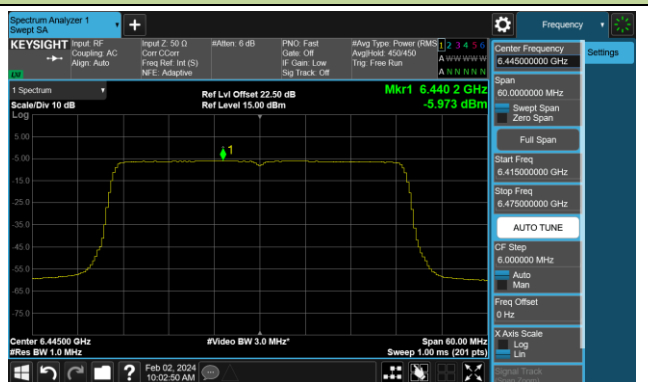 Spectrum Analyzer 1
Swept SA
+
Frequency
KEYSIGHT
Input: RF
Coupling: AC
Align: Auto
Input Z: 50 Ω
Corr CCorr
Freq Ref: Int (S)
NFE: Adaptive
#Atten: 6 dB
PNO: Fast
Gate: Off
IF Gain: Low
Sig Track: Off
#Avg Type: Power (RMS)
Avg|Hold: 450/450
Trig: Free Run
1 2 3 4 5 6
A W W W W W
A N N N N N
LXI
1 Spectrum
Scale/Div 10 dB
Log
Ref Lvl Offset 22.50 dB
Ref Level 15.00 dBm
Mkr1 6.440 2 GHz
-5.973 dBm
5.00
-5.00
-15.0
-25.0
-35.0
-45.0
-55.0
-65.0
-75.0
1
Center 6.44500 GHz
#Res BW 1.0 MHz
#Video BW 3.0 MHz*
Span 60.00 MHz
Sweep 1.00 ms (201 pts)
Center Frequency
6.445000000 GHz
Settings
Span
60.0000000 MHz
Swept Span
Zero Span
Full Span
Start Freq
6.415000000 GHz
Stop Freq
6.475000000 GHz
AUTO TUNE
CF Step
6.000000 MHz
Auto
Man
Freq Offset
0 Hz
X Axis Scale
Log
Lin
Signal Track
?
Feb 02, 2024
10:02:50 AM